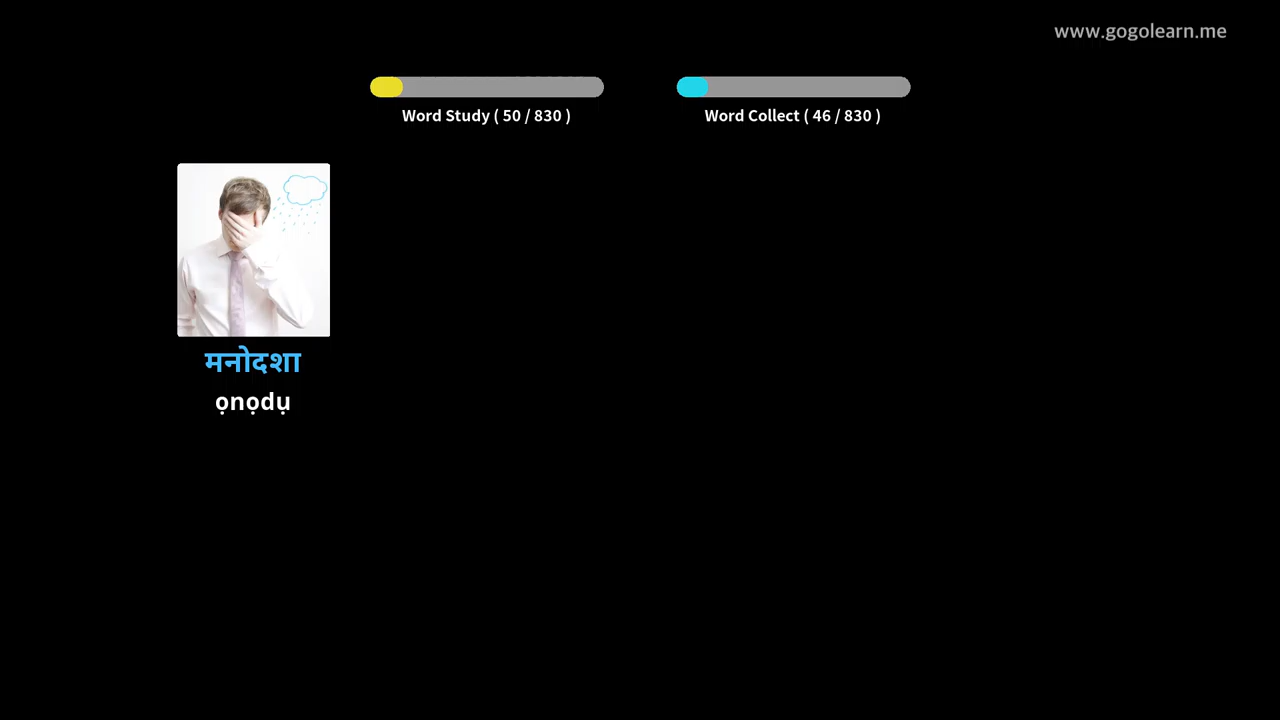 www.gogolearn.me
Word Study ( 50 / 830 )
Word Collect ( 46 / 830 )
मनोदशा
ọnọdụ